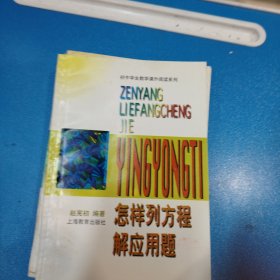 初中学生数学课外阅读系列
ZENYANG
LIEFANGCHENG
JIE
YINGYONGTI
赵宪初 编著
上海教育出版社
怎样列方程
解应用题